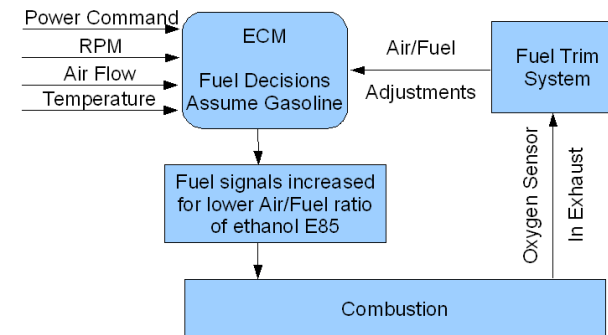 Power Command
RPM
Air Flow
Temperature
ECM
Fuel Decisions
Assume Gasoline
Air/Fuel
Adjustments
Fuel Trim
System
Fuel signals increased
for lower Air/Fuel ratio
of ethanol E85
Oxygen Sensor
In Exhaust
Combustion